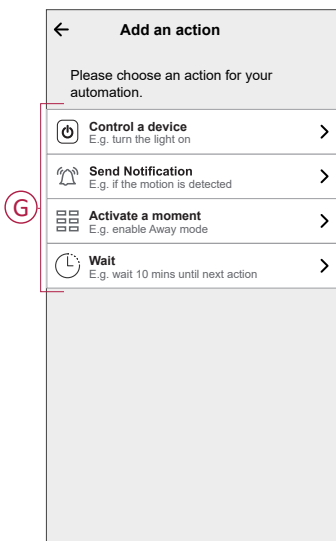 Add an action
Please choose an action for your
automation.
Control a device
E.g. turn the light on
Send Notification
E.g. if the motion is detected
Activate a moment
E.g. enable Away mode
Wait
E.g. wait 10 mins until next action
G